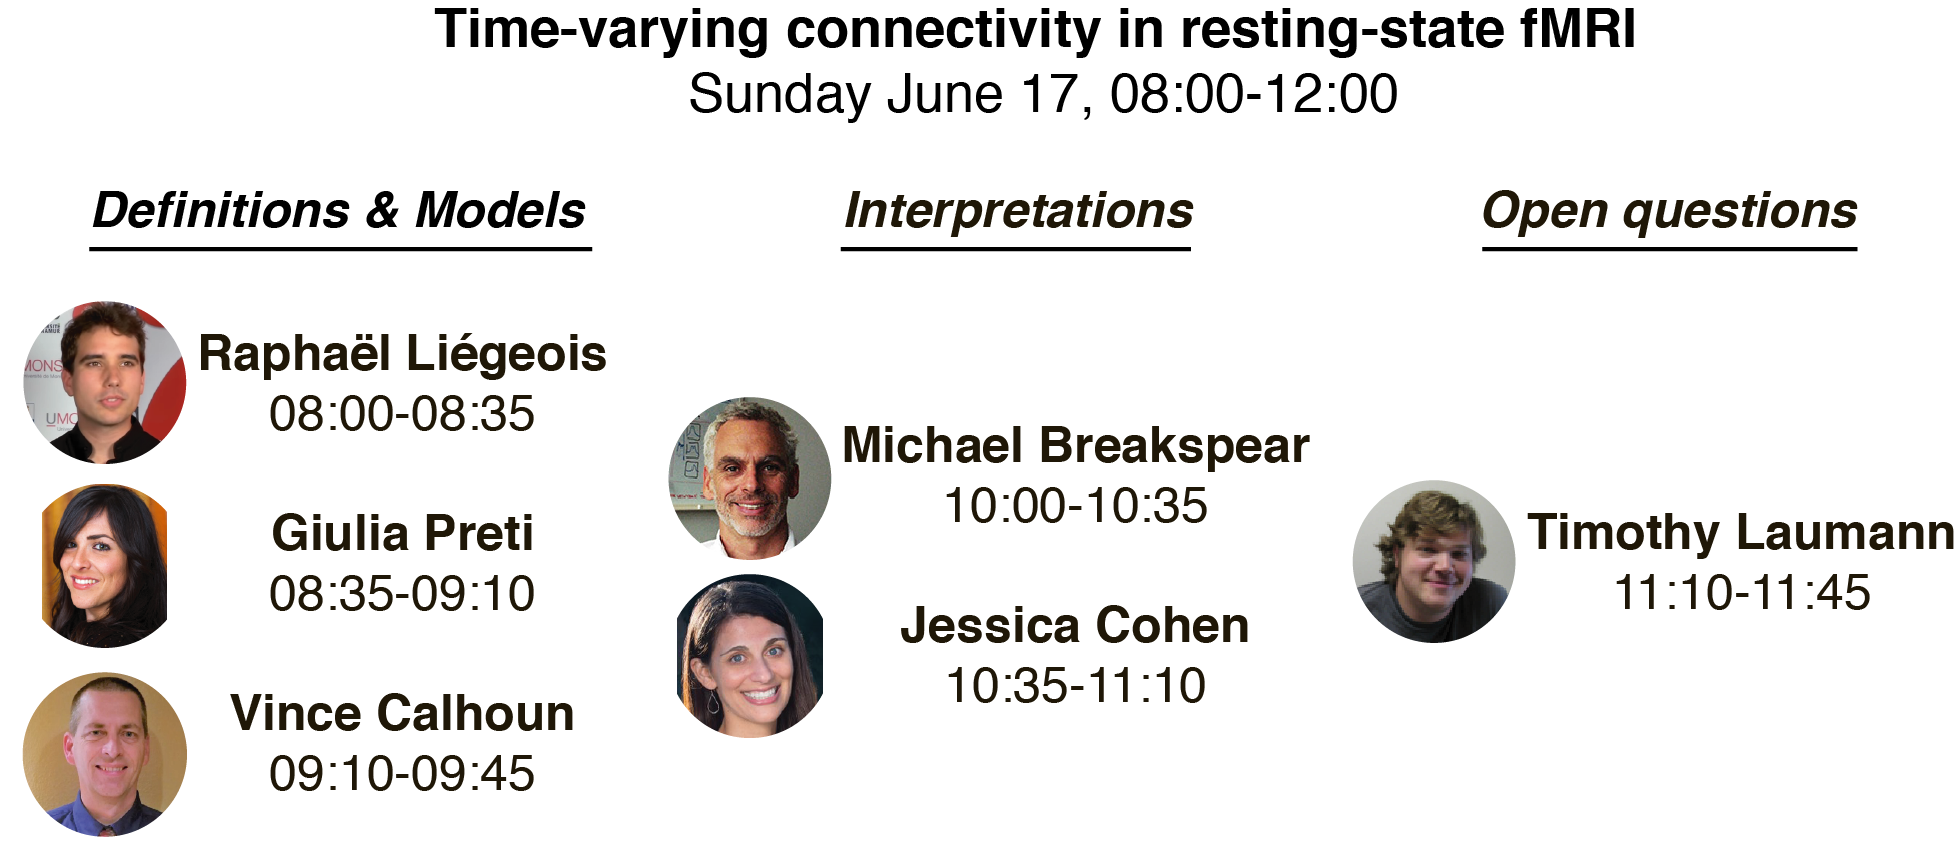 Time-varying connectivity in resting-state fMRI
Sunday June 17, 08:00-12:00
Definitions & Models
Raphaël Liégeois
08:00-08:35
Giulia Preti
08:35-09:10
Vince Calhoun
09:10-09:45
Interpretations
Michael Breakspear
10:00-10:35
Jessica Cohen
10:35-11:10
Open questions
Timothy Laumann
11:10-11:45